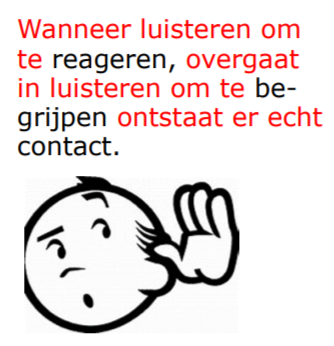 Wanneer luisteren om
te reageren, overgaat
in luisteren om te be-
grijpen ontstaat er echt
contact.